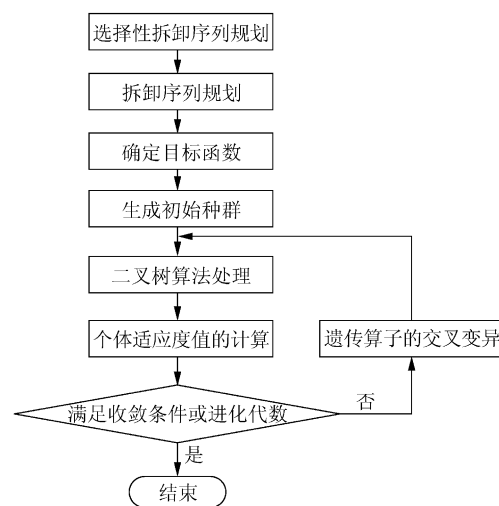 选择性拆卸序列规划
拆卸序列规划
确定目标函数
生成初始种群
二叉树算法处理
个体适应度值的计算
遗传算子的交叉变异
满足收敛条件或进化代数
否
是
结束